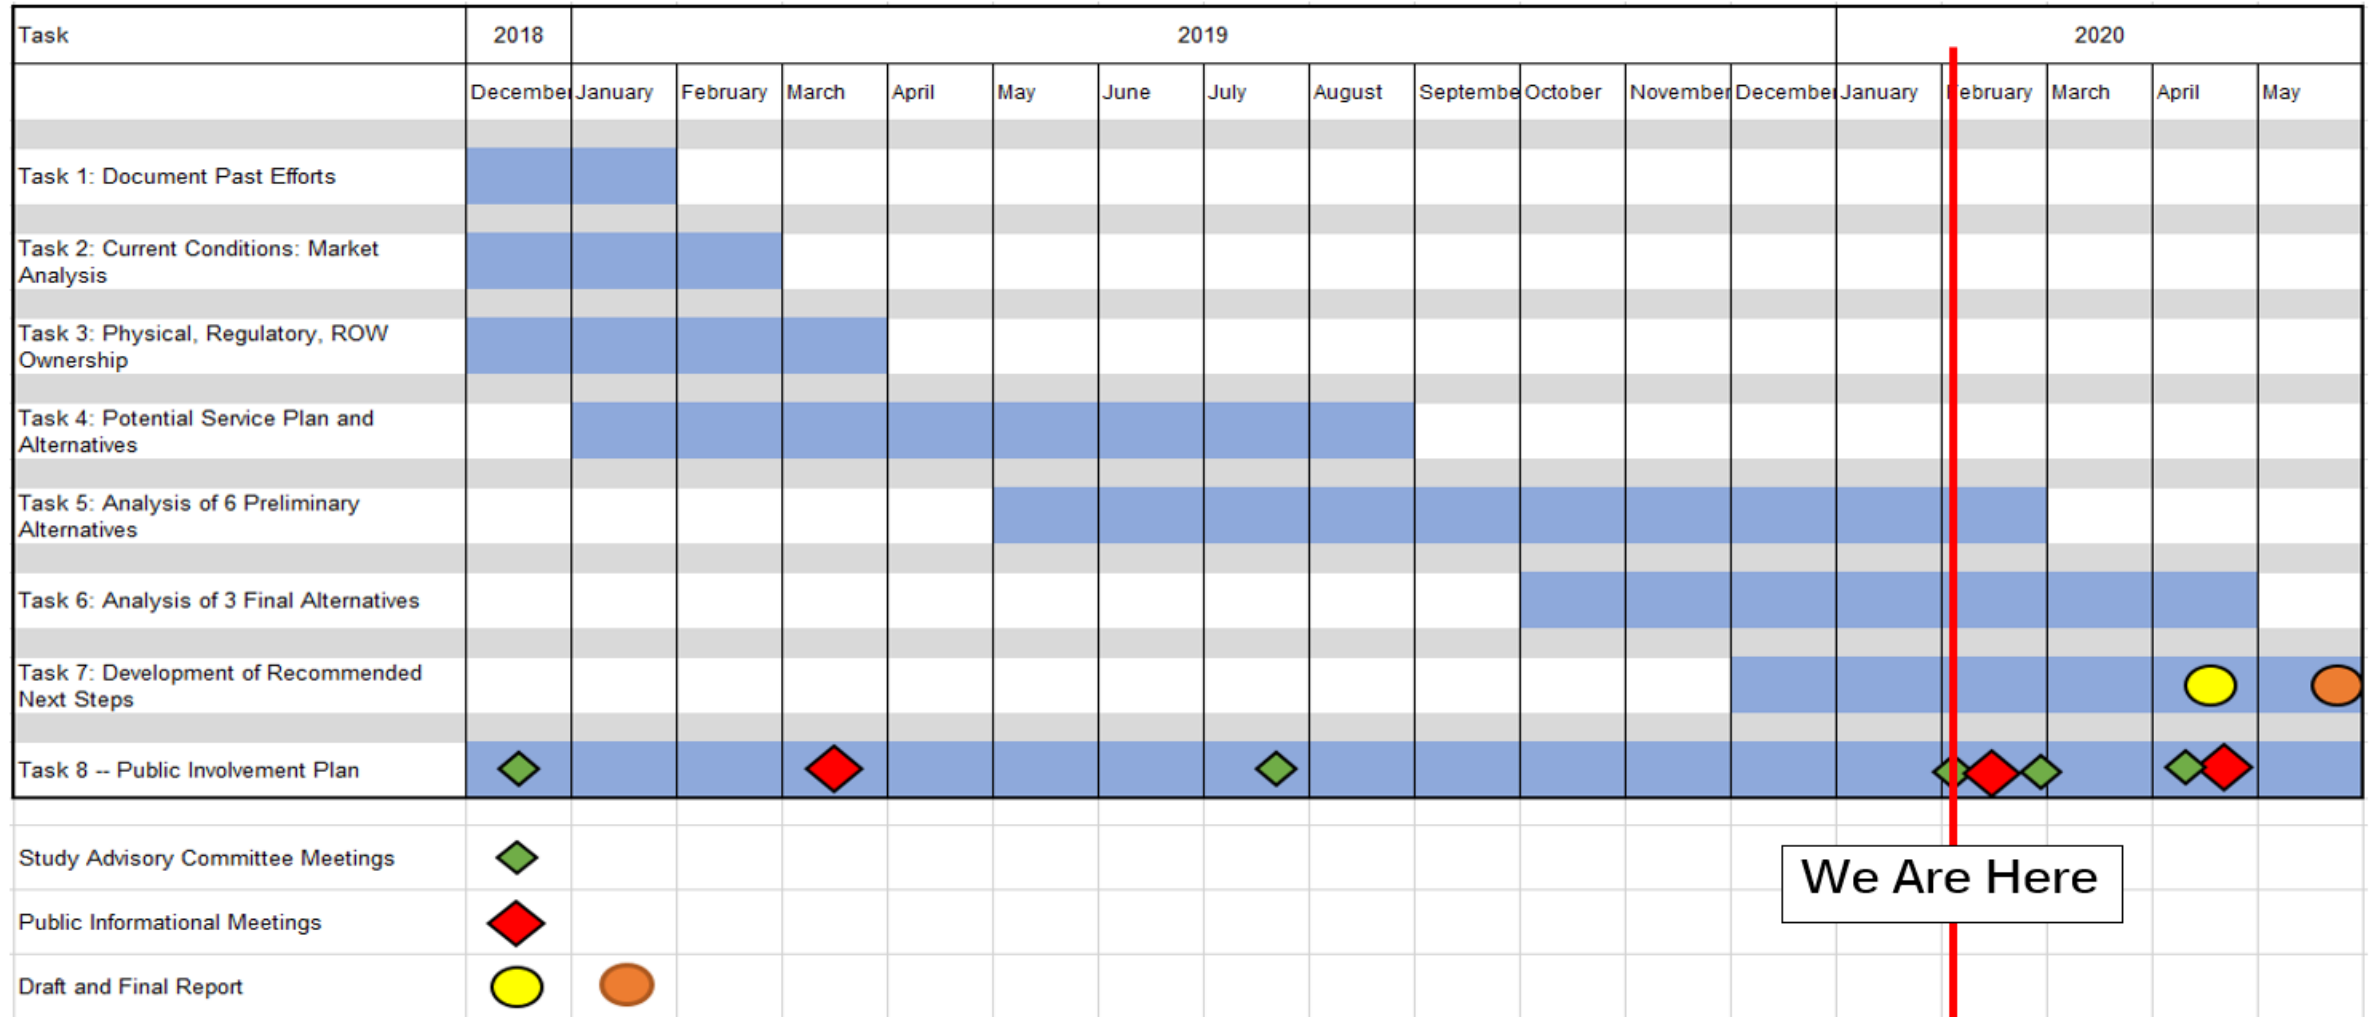 Task 2018 2019 2020
December January February March April May June July August Septembe October November December January February March April May
Task 1: Document Past Efforts
Task 2: Current Conditions: Market
Analysis
Task 3: Physical, Regulatory, ROW
Ownership
Task 4: Potential Service Plan and
Alternatives
Task 5: Analysis of 6 Preliminary
Alternatives
Task 6: Analysis of 3 Final Alternatives
Task 7: Development of Recommended
Next Steps
Task 8 -- Public Involvement Plan
Study Advisory Committee Meetings
We Are Here
Public Informational Meetings
Draft and Final Report